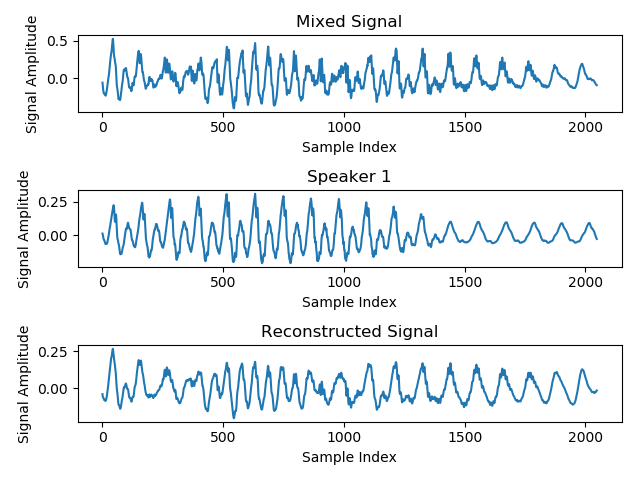 Mixed Signal
Signal Amplitude
0.5
0.0
0 500 1000 1500 2000
Sample Index
Speaker 1
Signal Amplitude
0.25
0.00
0 500 1000 1500 2000
Sample Index
Reconstructed Signal
Signal Amplitude
0.25
0.00
0 500 1000 1500 2000
Sample Index